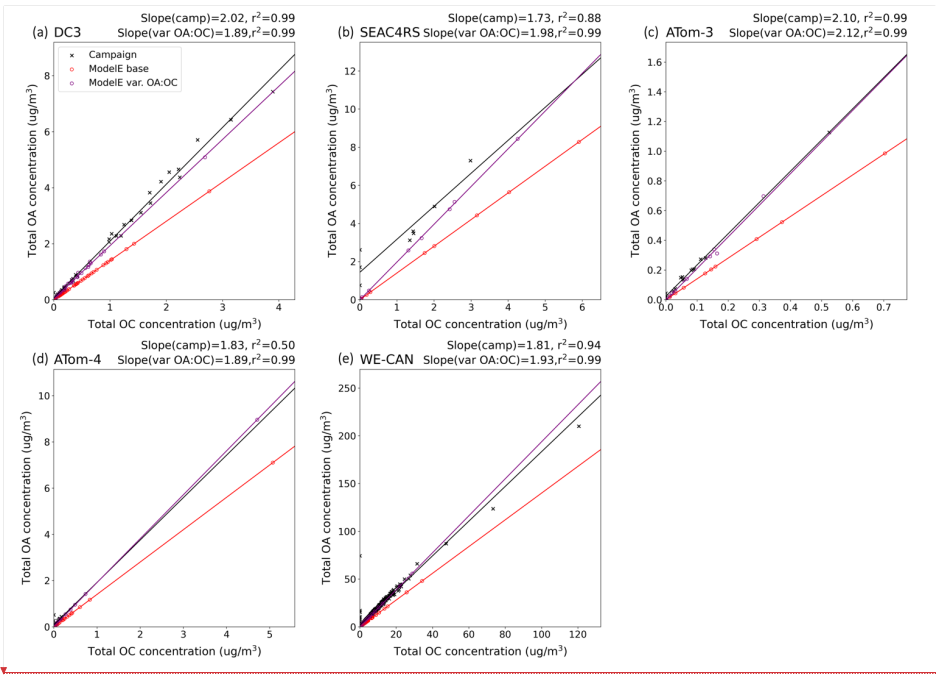 Slope(camp)=2.02, r²=0.99
(a) DC3 Slope(var OA:OC)=1.89,r²=0.99
× Campaign
○ ModelE base
○ ModelE var. OA:OC
Total OA concentration (ug/m³)
8
6
4
2
0
0 1 2 3 4
Total OC concentration (ug/m³)
Slope(camp)=1.73, r²=0.88
(b) SEAC4RS Slope(var OA:OC)=1.98,r²=0.99
Total OA concentration (ug/m³)
12
10
8
6
4
2
0
0 1 2 3 4 5 6
Total OC concentration (ug/m³)
Slope(camp)=2.10, r²=0.99
(c) ATom-3 Slope(var OA:OC)=2.12,r²=0.99
Total OA concentration (ug/m³)
1.6
1.4
1.2
1.0
0.8
0.6
0.4
0.2
0.0
0.0 0.1 0.2 0.3 0.4 0.5 0.6 0.7
Total OC concentration (ug/m³)
Slope(camp)=1.83, r²=0.50
(d) ATom-4 Slope(var OA:OC)=1.89,r²=0.99
Total OA concentration (ug/m³)
10
8
6
4
2
0
0 1 2 3 4 5
Total OC concentration (ug/m³)
Slope(camp)=1.81, r²=0.94
(e) WE-CAN Slope(var OA:OC)=1.93,r²=0.99
Total OA concentration (ug/m³)
250
200
150
100
50
0
0 20 40 60 80 100 120
Total OC concentration (ug/m³)